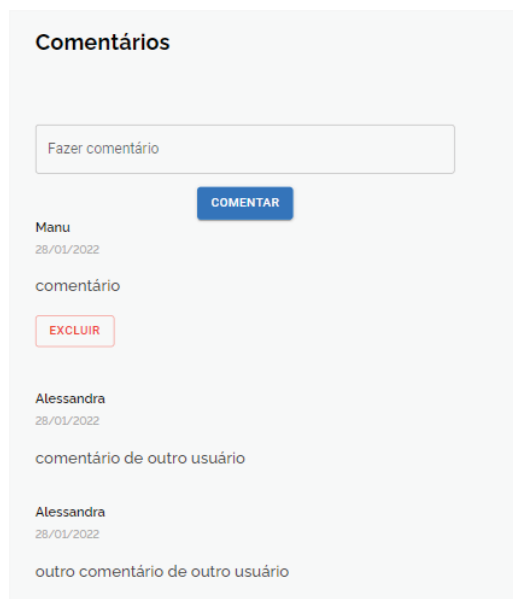 Comentários
Fazer comentário
COMENTAR
Manu
28/01/2022
comentário
EXCLUIR
Alessandra
28/01/2022
comentário de outro usuário
Alessandra
28/01/2022
outro comentário de outro usuário